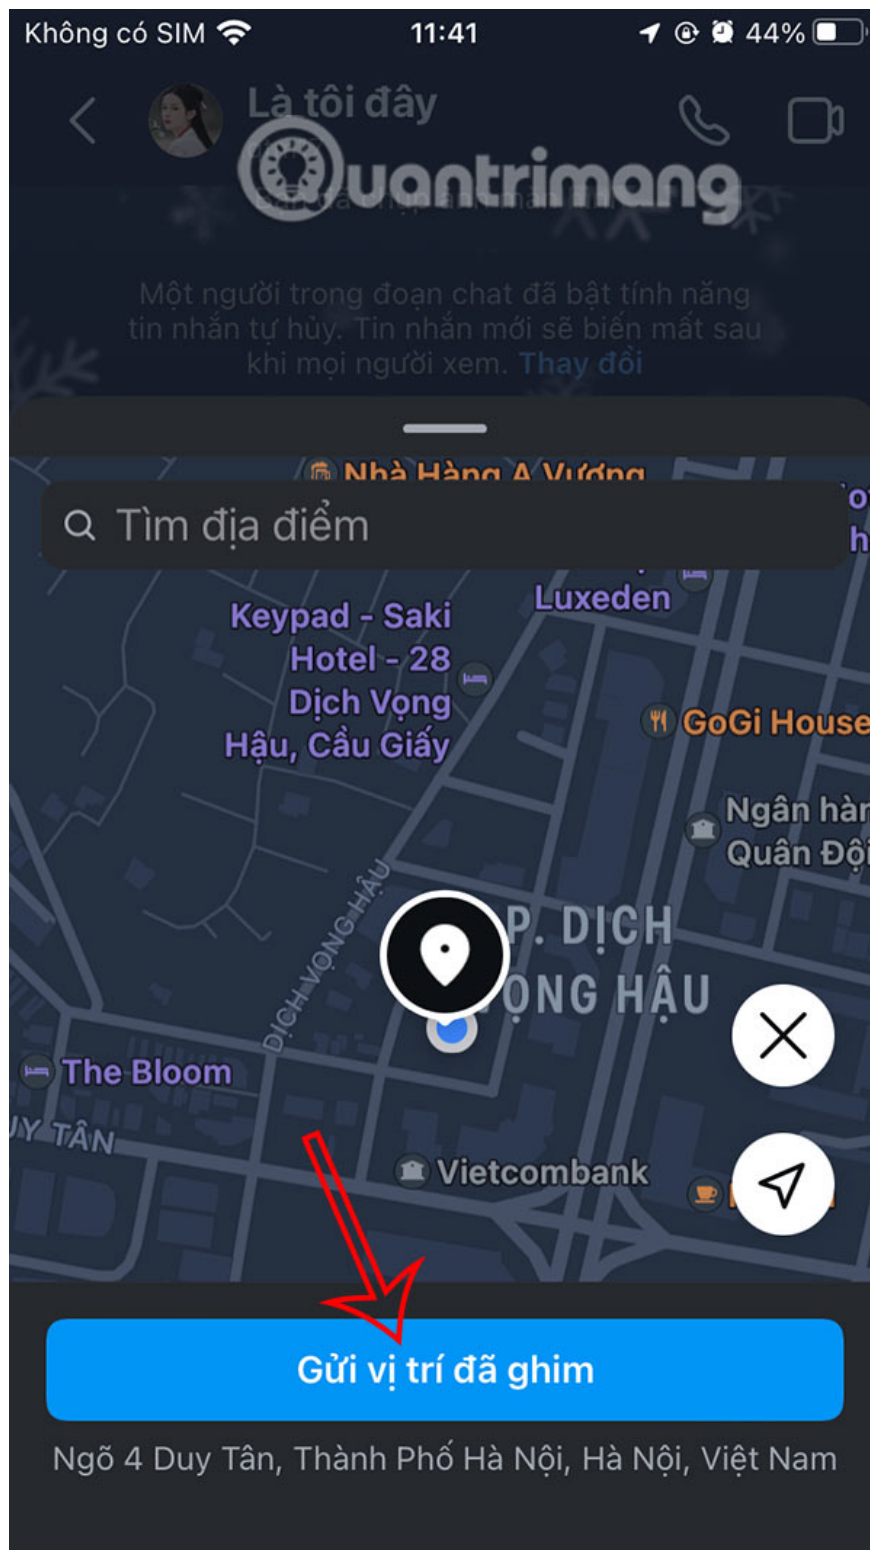 Không có SIM 11:41 44%
Là tôi đây
Quantrimang
Một người trong đoạn chat đã bật tính năng
tin nhắn tự hủy. Tin nhắn mới sẽ biến mất sau
khi mọi người xem. Thay đổi
Nhà Hàng A Vương
Tìm địa điểm
Luxeden
Keypad - Saki
Hotel - 28
Dịch Vọng
Hậu, Cầu Giấy
GoGi House
Ngân hàn
Quân Đội
DỊCH VỌNG HẬU
P. DỊCH
VỌNG HẬU
The Bloom
UY TÂN
Vietcombank
Gửi vị trí đã ghim
Ngõ 4 Duy Tân, Thành Phố Hà Nội, Hà Nội, Việt Nam